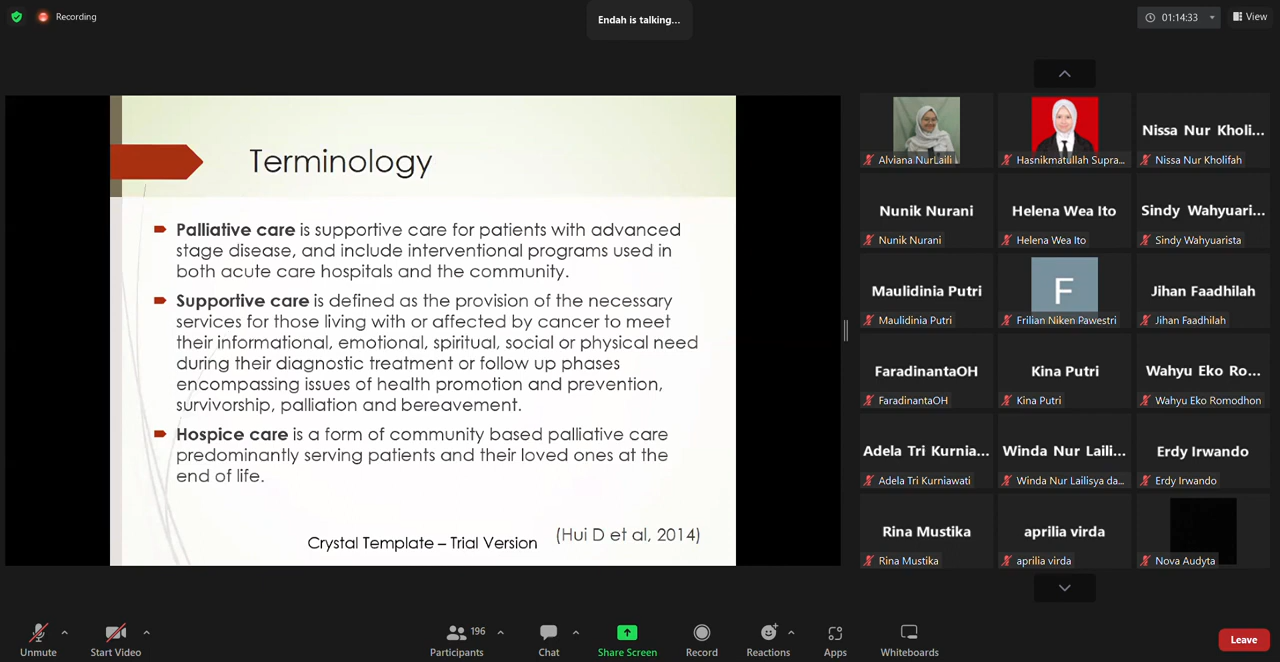 Recording
Endah is talking...
01:14:33
View
Terminology
Palliative care is supportive care for patients with advanced
stage disease, and include interventional programs used in
both acute care hospitals and the community.
Supportive care is defined as the provision of the necessary
services for those living with or affected by cancer to meet
their informational, emotional, spiritual, social or physical need
during their diagnostic treatment or follow up phases
encompassing issues of health promotion and prevention,
survivorship, palliation and bereavement.
Hospice care is a form of community based palliative care
predominantly serving patients and their loved ones at the
end of life.
(Hui D et al, 2014)
Crystal Template – Trial Version
Alviana NurLaili
Hasnikmatullah Supra...
Nissa Nur Kholi...
Nissa Nur Kholifah
Nunik Nurani
Nunik Nurani
Helena Wea Ito
Helena Wea Ito
Sindy Wahyuari...
Sindy Wahyuarista
Maulidinia Putri
Maulidinia Putri
F
Frilian Niken Pawestri
Jihan Faadhilah
Jihan Faadhilah
FaradinantaOH
FaradinantaOH
Kina Putri
Kina Putri
Wahyu Eko Ro...
Wahyu Eko Romodhon
Adela Tri Kurnia...
Adela Tri Kurniawati
Winda Nur Laili...
Winda Nur Lailisya da...
Erdy Irwando
Erdy Irwando
Rina Mustika
Rina Mustika
aprilia virda
aprilia virda
Nova Audyta
Unmute
Start Video
196
Participants
Chat
Share Screen
Record
Reactions
Apps
Whiteboards
Leave